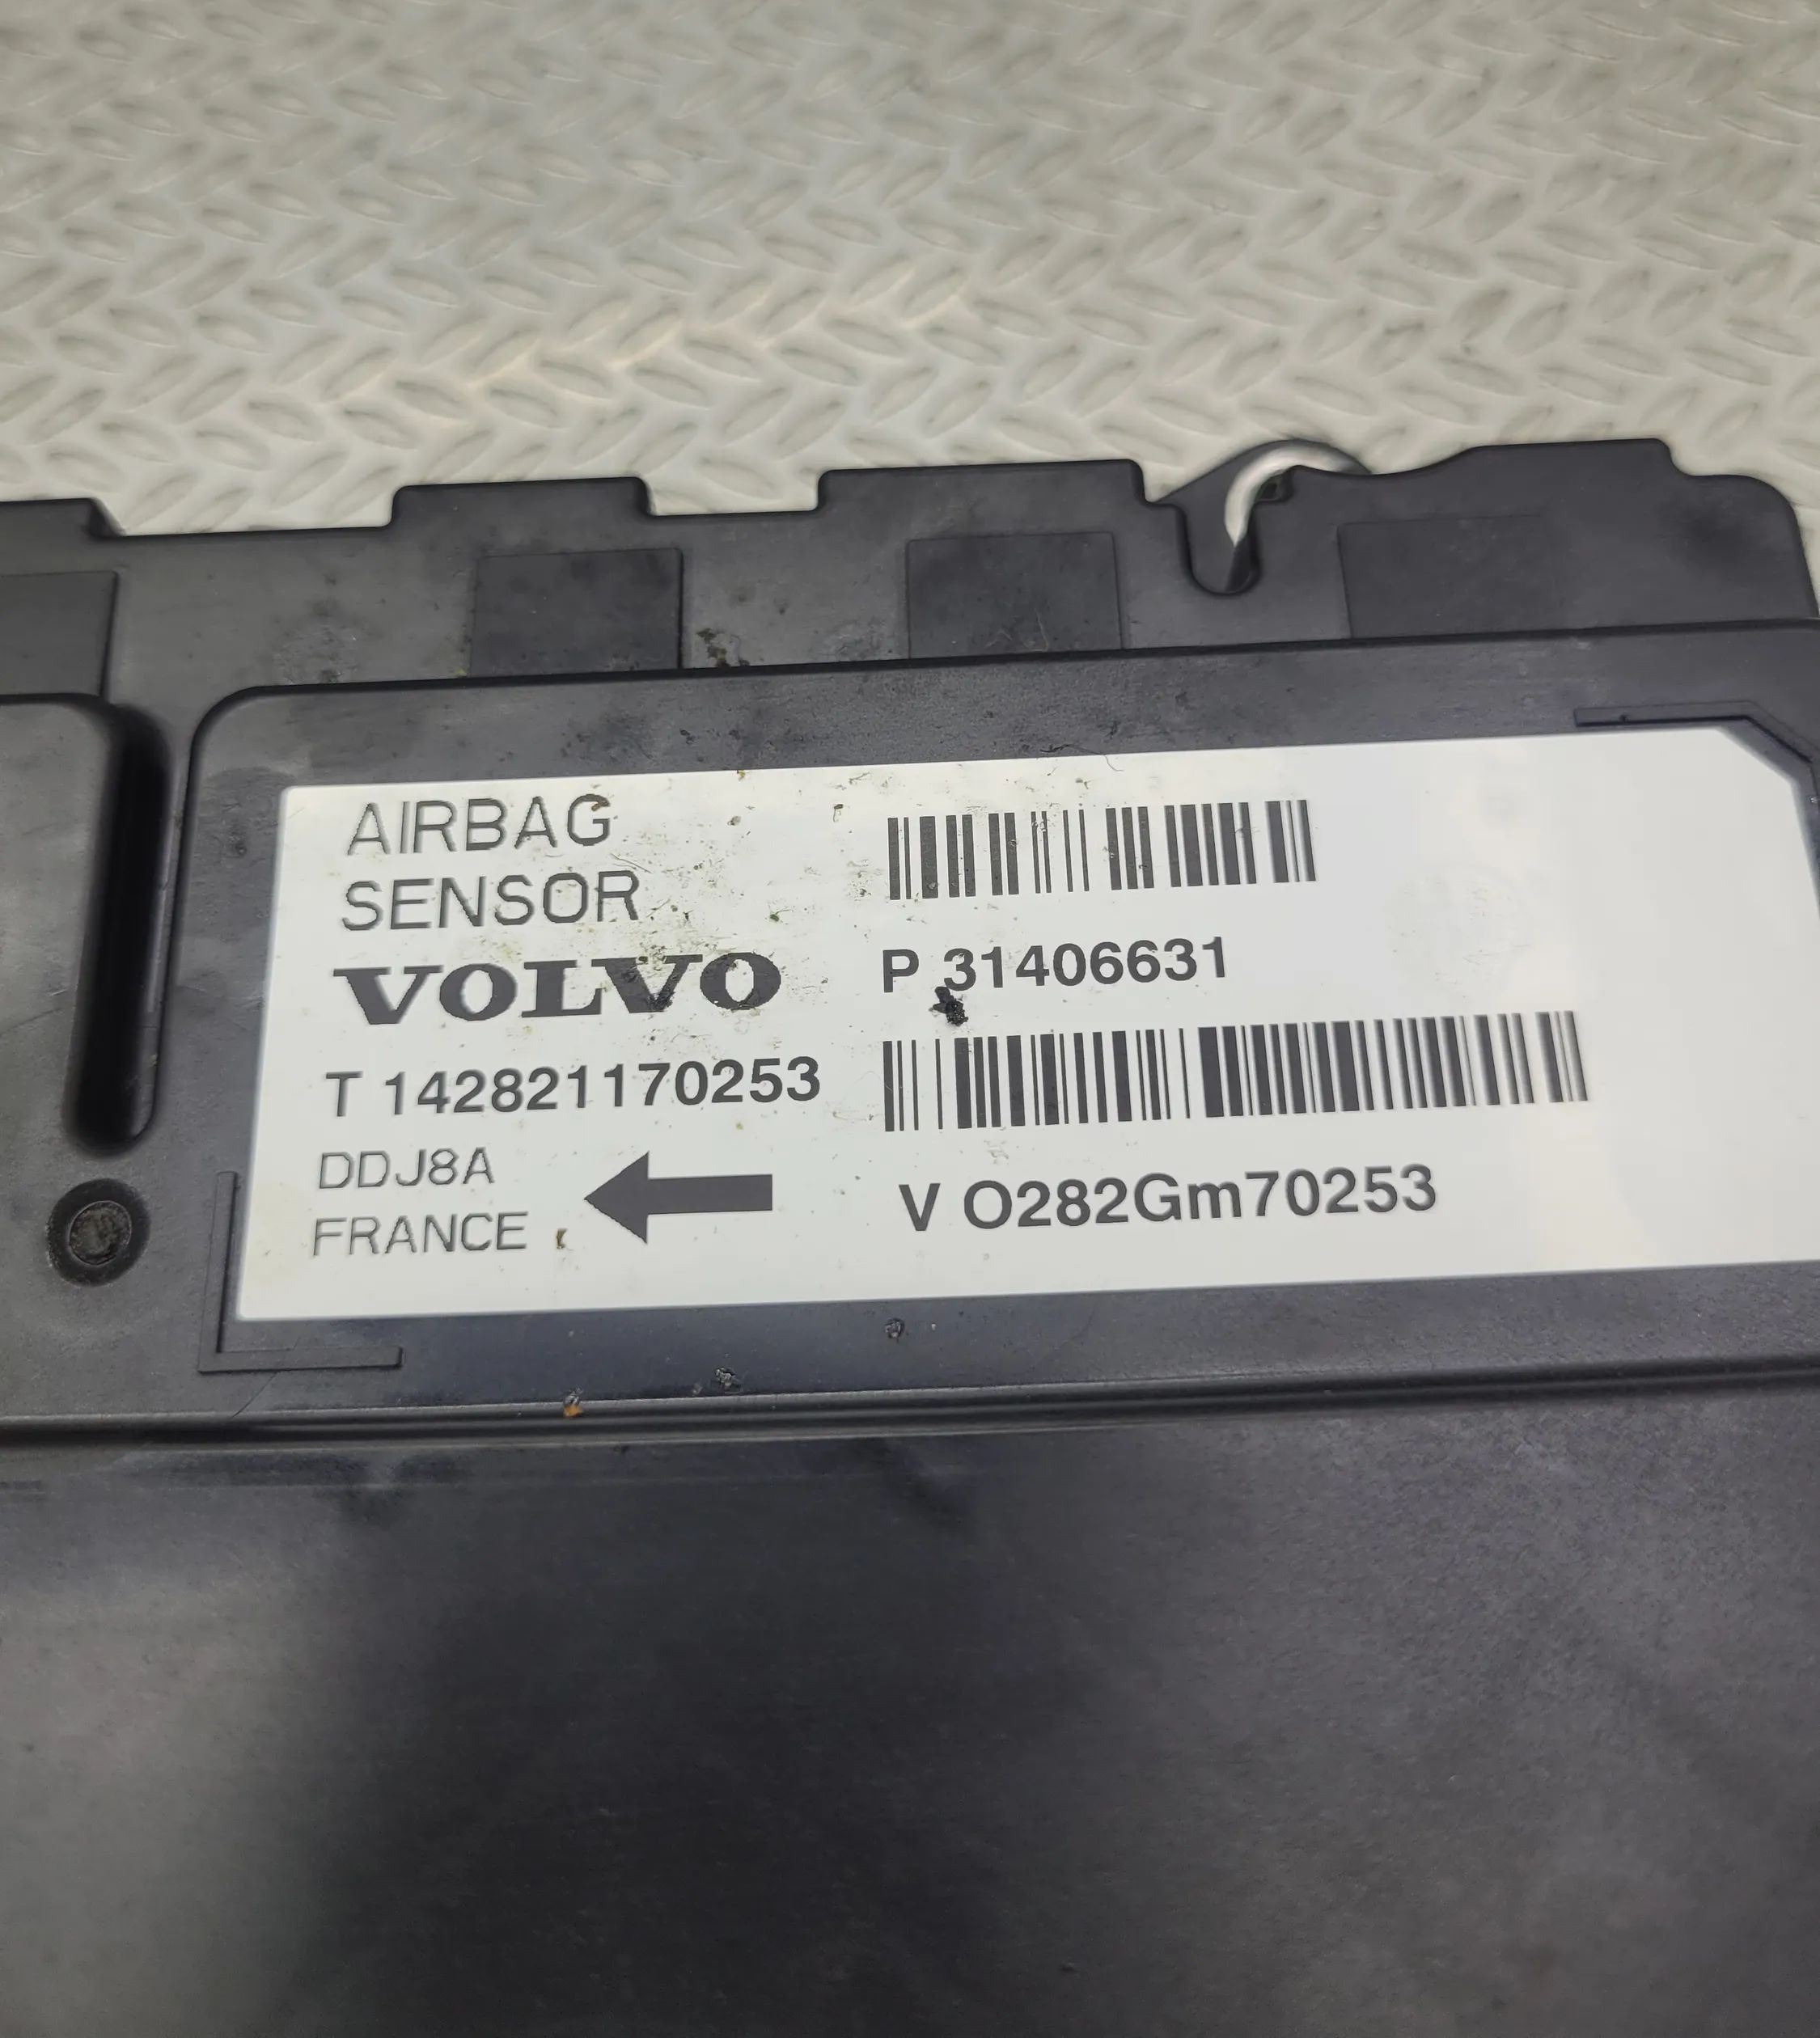 AIRBAG
SENSOR
VOLVO
T 142821170253
DDJ8A
FRANCE
P 31406631
V O282Gm70253